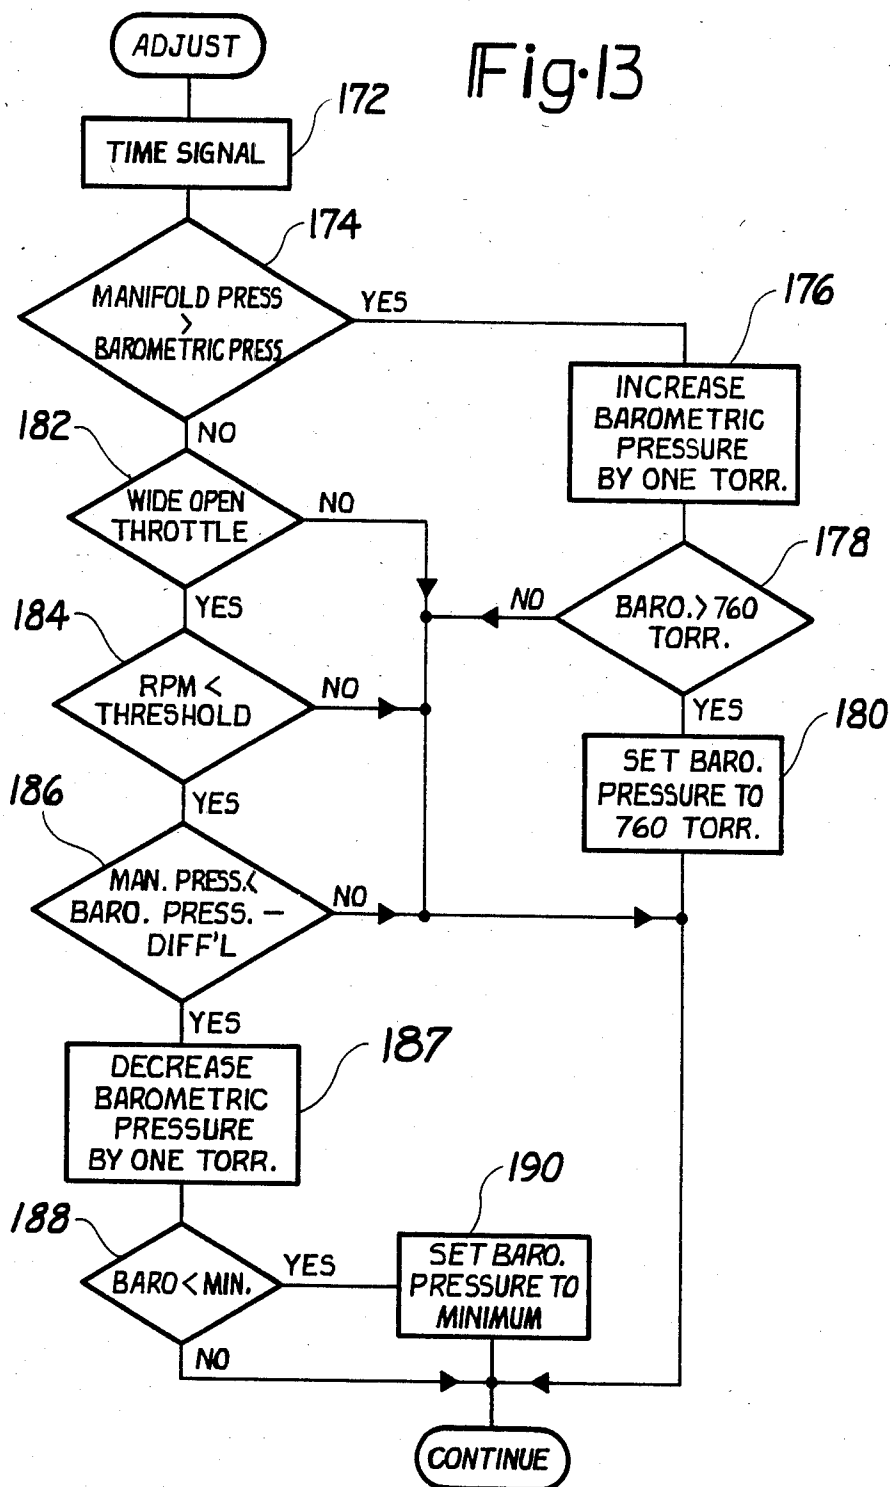 ADJUST
Fig. 13
172
TIME SIGNAL
174
MANIFOLD PRESS
>
BAROMETRIC PRESS
YES
176
INCREASE
BAROMETRIC
PRESSURE
BY ONE TORR.
182
NO
WIDE OPEN
THROTTLE
NO
178
BARO. > 760
TORR.
NO
184
YES
RPM <
THRESHOLD
NO
YES
180
SET BARO.
PRESSURE TO
760 TORR.
186
YES
MAN. PRESS. <
BARO. PRESS. –
DIFF'L
NO
YES
187
DECREASE
BAROMETRIC
PRESSURE
BY ONE TORR.
188
BARO < MIN.
YES
190
SET BARO.
PRESSURE TO
MINIMUM
NO
CONTINUE